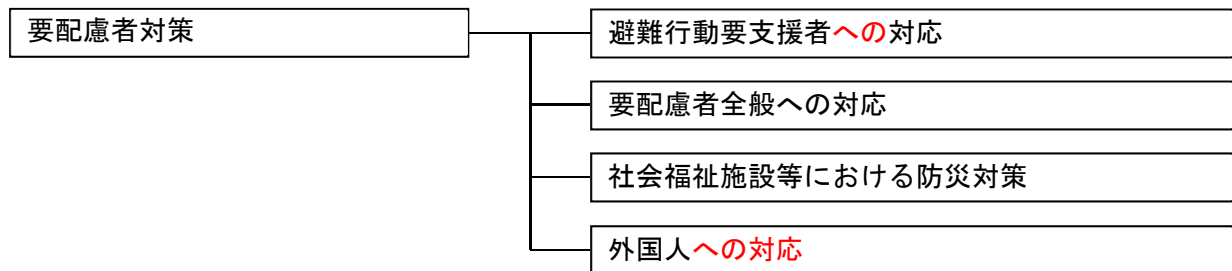 要配慮者対策
避難行動要支援者への対応
要配慮者全般への対応
社会福祉施設等における防災対策
外国人への対応